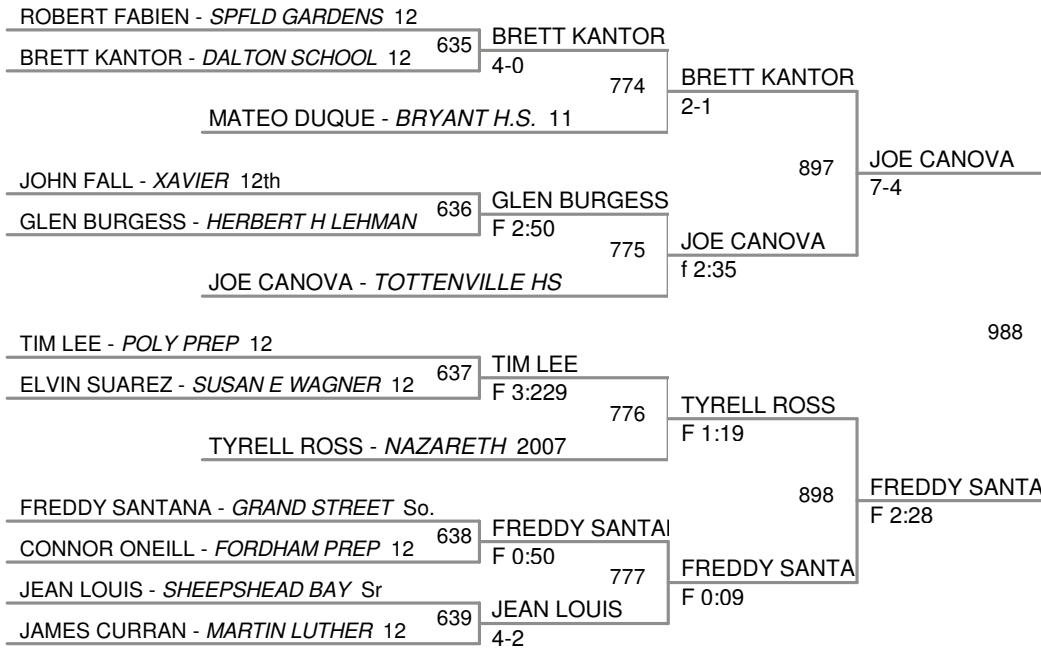 ROBERT FABIEN - SPFLD GARDENS 12
635
BRETT KANTOR
BRETT KANTOR - DALTON SCHOOL 12
4-0
774
BRETT KANTOR
2-1
MATEO DUQUE - BRYANT H.S. 11
897
JOE CANOVA
7-4
JOHN FALL - XAVIER 12th
636
GLEN BURGESS
GLEN BURGESS - HERBERT H LEHMAN
F 2:50
775
JOE CANOVA
f 2:35
JOE CANOVA - TOTTENVILLE HS
988
TIM LEE - POLY PREP 12
637
TIM LEE
ELVIN SUAREZ - SUSAN E WAGNER 12
F 3:229
776
TYRELL ROSS
F 1:19
TYRELL ROSS - NAZARETH 2007
898
FREDDY SANTA
F 2:28
FREDDY SANTANA - GRAND STREET So.
638
FREDDY SANTA
CONNOR ONEILL - FORDHAM PREP 12
F 0:50
777
FREDDY SANTA
F 0:09
JEAN LOUIS - SHEEPSHEAD BAY Sr
639
JEAN LOUIS
JAMES CURRAN - MARTIN LUTHER 12
4-2